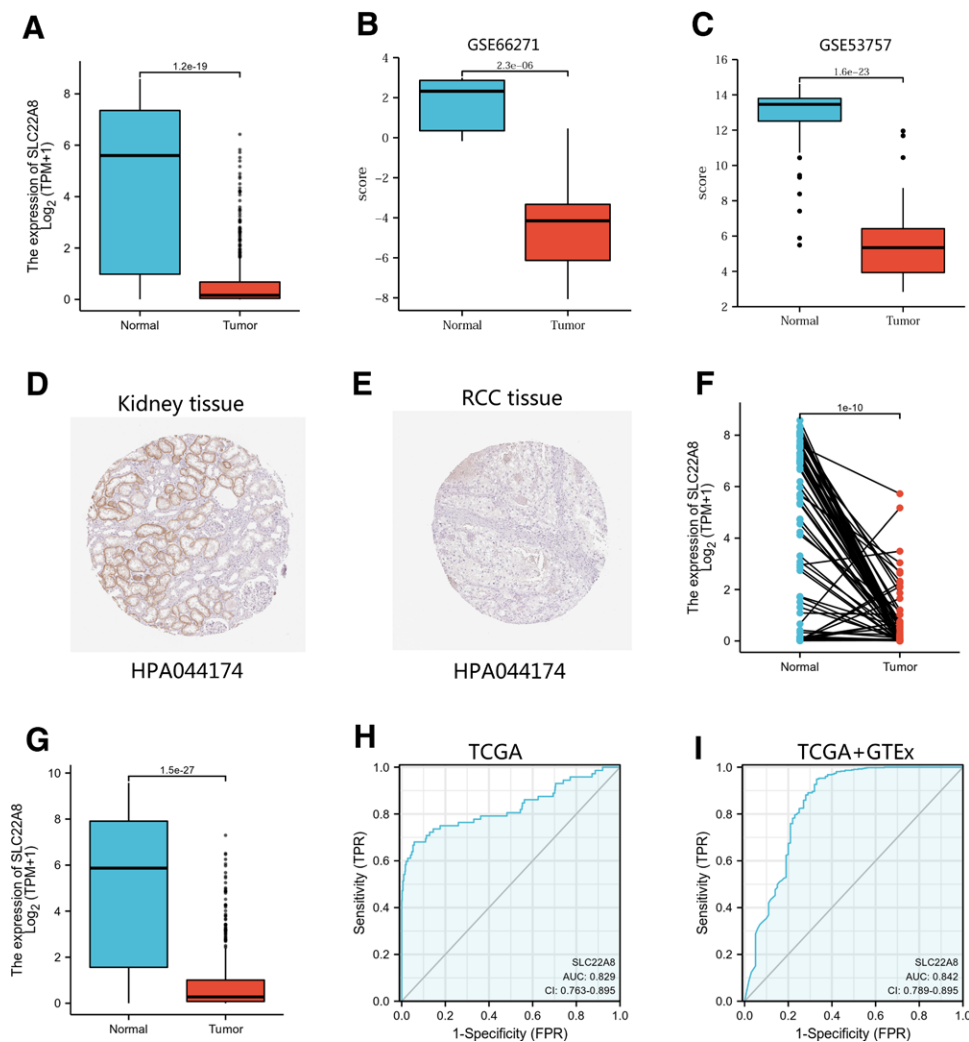 A
The expression of SLC22A8
Log2 (TPM+1)
8
6
4
2
0
1.2e-19
Normal
Tumor
B
GSE66271
score
4
2
0
−2
−4
−6
−8
2.3e−06
Normal
Tumor
C
GSE53757
score
16
14
12
10
8
6
4
2
1.6e−23
Normal
Tumor
D
Kidney tissue
HPA044174
E
RCC tissue
HPA044174
F
The expression of SLC22A8
Log2 (TPM+1)
8
6
4
2
0
1e-10
Normal
Tumor
G
The expression of SLC22A8
Log2 (TPM+1)
10
8
6
4
2
0
1.5e-27
Normal
Tumor
H
TCGA
Sensitivity (TPR)
1.0
0.8
0.6
0.4
0.2
0.0
SLC22A8
AUC: 0.829
CI: 0.763-0.895
0.0 0.2 0.4 0.6 0.8 1.0
1-Specificity (FPR)
I
TCGA+GTEx
Sensitivity (TPR)
1.0
0.8
0.6
0.4
0.2
0.0
SLC22A8
AUC: 0.842
CI: 0.789-0.895
0.0 0.2 0.4 0.6 0.8 1.0
1-Specificity (FPR)